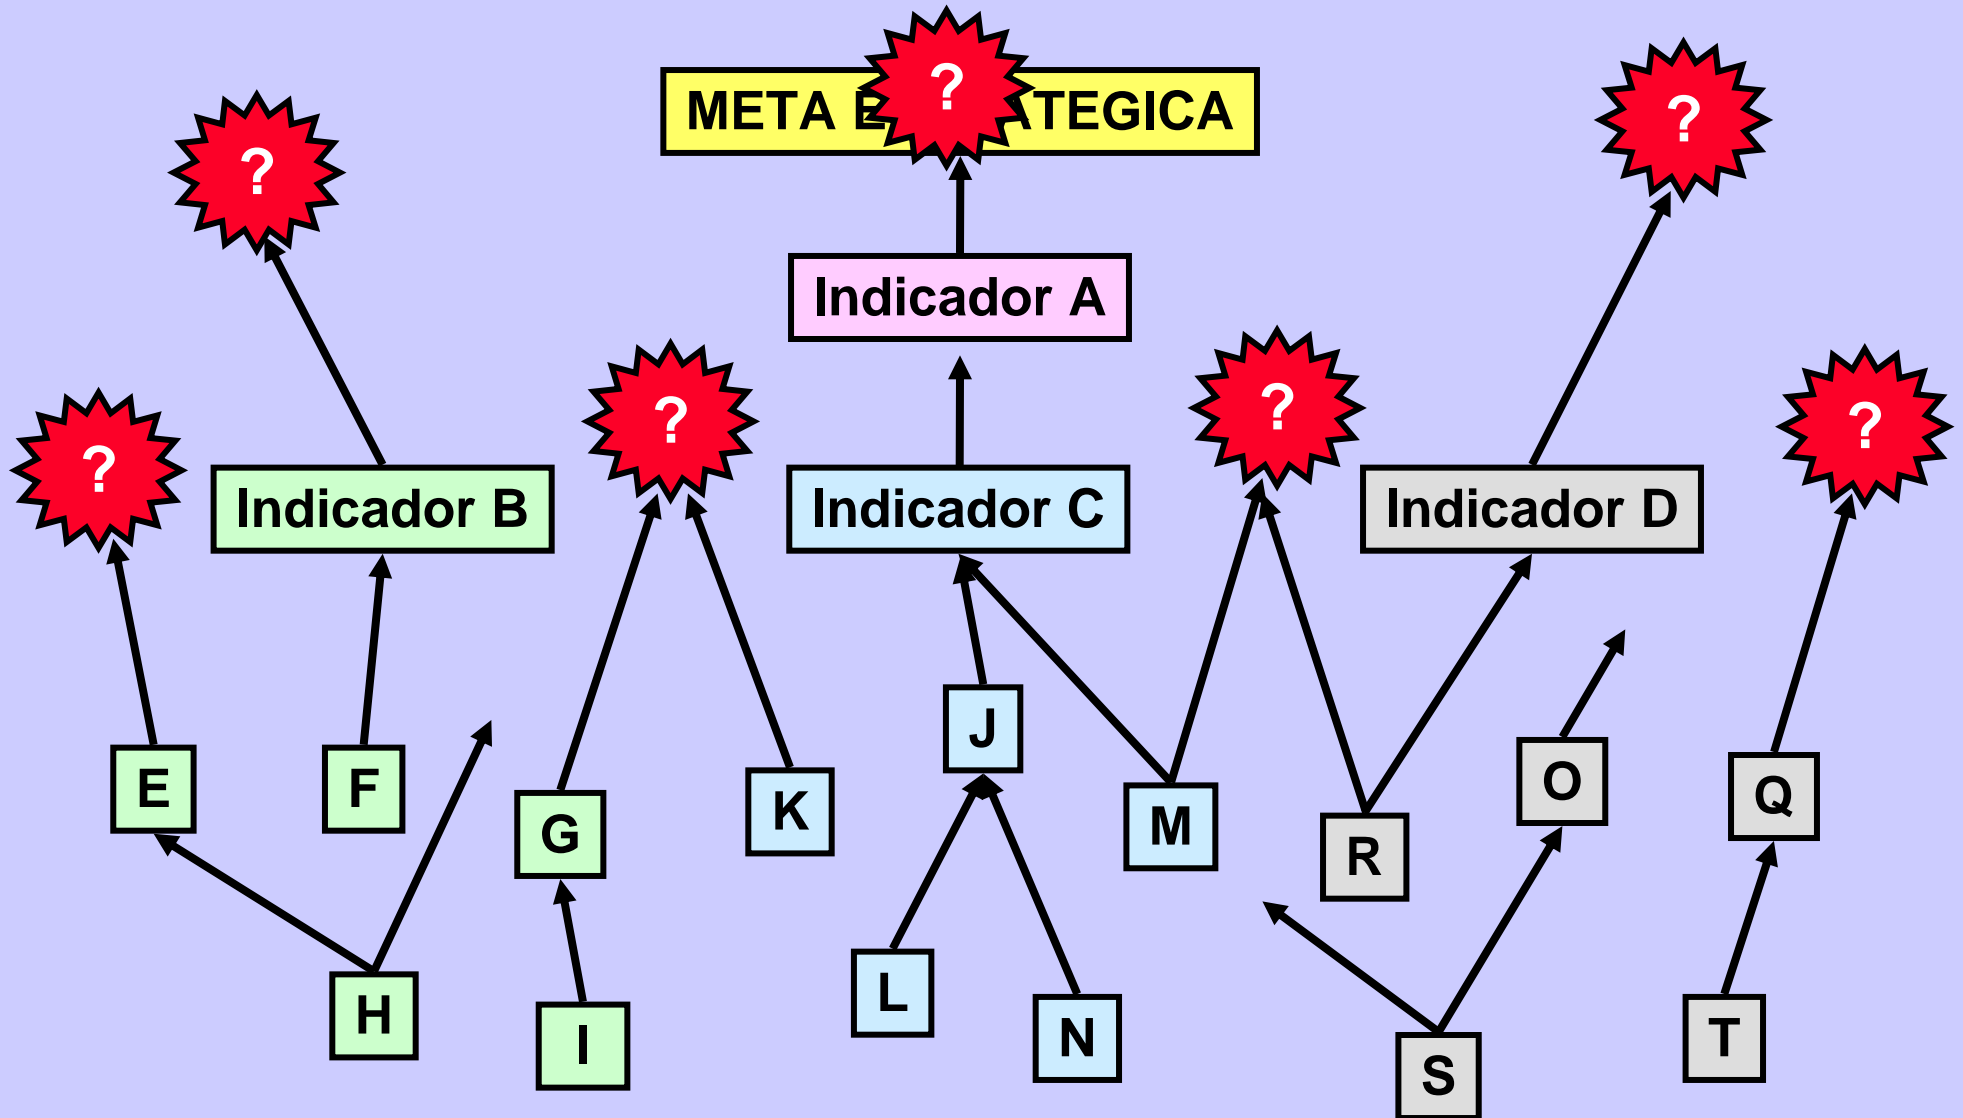 ?
META E ATEGICA
?
?
Indicador A
?
?
?
?
Indicador B
Indicador C
Indicador D
J
E
F
G
K
M
R
O
Q
H
I
L
N
S
T